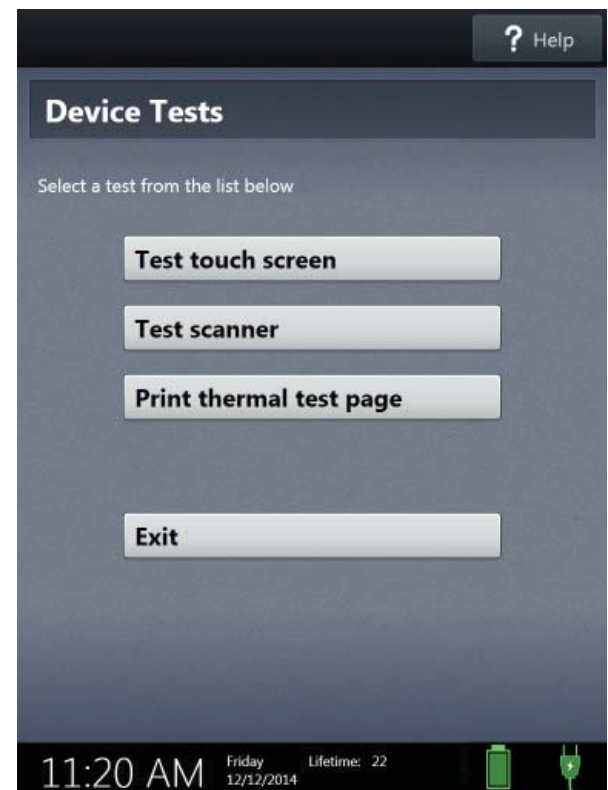 ? Help
Device Tests
Select a test from the list below
Test touch screen
Test scanner
Print thermal test page
Exit
11:20 AM Friday Lifetime: 22
12/12/2014